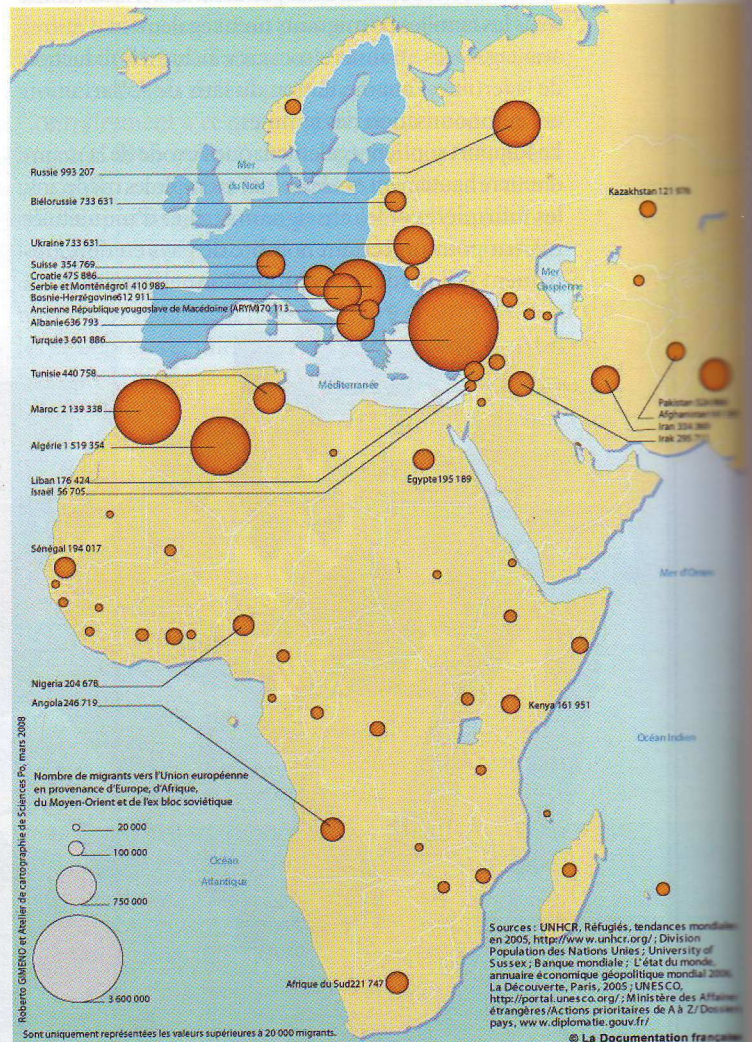 Russie 993 207
Mer
du Nord
Biélorussie 733 631
Kazakhstan 121 976
Ukraine 733 631
Suisse 354 769
Croatie 475 886
Serbie et Monténégro1 410 989
Bosnie-Herzégovine612 911
Ancienne République yougoslave de Macédoine (ARYM)170 113
Albanie 636 793
Turquie 3 601 886
Mer
Caspienne
Tunisie 440 758
Méditerranée
Maroc 2 139 338
Algérie 1 519 354
Pakistan
Afghanistan
Iran 334 
Irak 295 
Liban 176 424
Israël 56 705
Égypte195 189
Sénégal 194 017
Mer d'Oman
Nigeria 204 678
Angola 246 719
Kenya 161 951
Océan Indien
Nombre de migrants vers l'Union européenne
en provenance d'Europe, d'Afrique,
du Moyen-Orient et de l'ex bloc soviétique
20 000
100 000
750 000
3 600 000
Océan
Atlantique
Afrique du Sud221 747
Roberto GIMENO et Atelier de cartographie de Sciences Po, mars 2008
Sources : UNHCR, Réfugiés, tendances mondiales
en 2005, http://www.unhcr.org/ ; Division
Population des Nations Unies ; University of
Sussex ; Banque mondiale ; L'état du monde,
annuaire économique géopolitique mondial 2006,
La Découverte, Paris, 2005 ; UNESCO,
http://portal.unesco.org/ ; Ministère des Affaires
étrangères/Actions prioritaires de A à Z/ Dossiers
pays, www.diplomatie.gouv.fr/
Sont uniquement représentées les valeurs supérieures à 20 000 migrants.
© La Documentation française